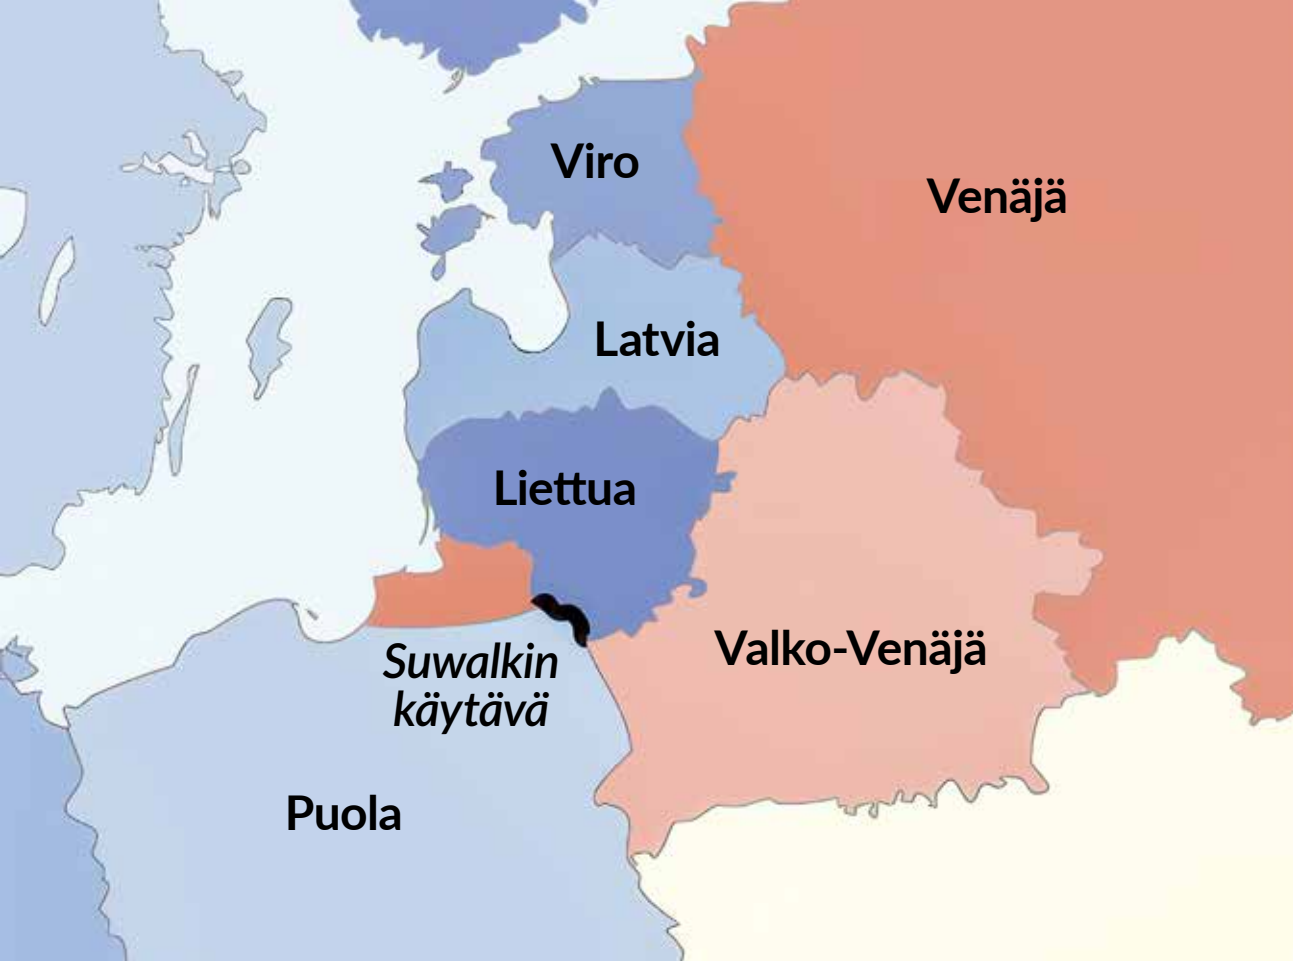 Viro
Venäjä
Latvia
Liettua
Suwalkin
käytävä
Valko-Venäjä
Puola